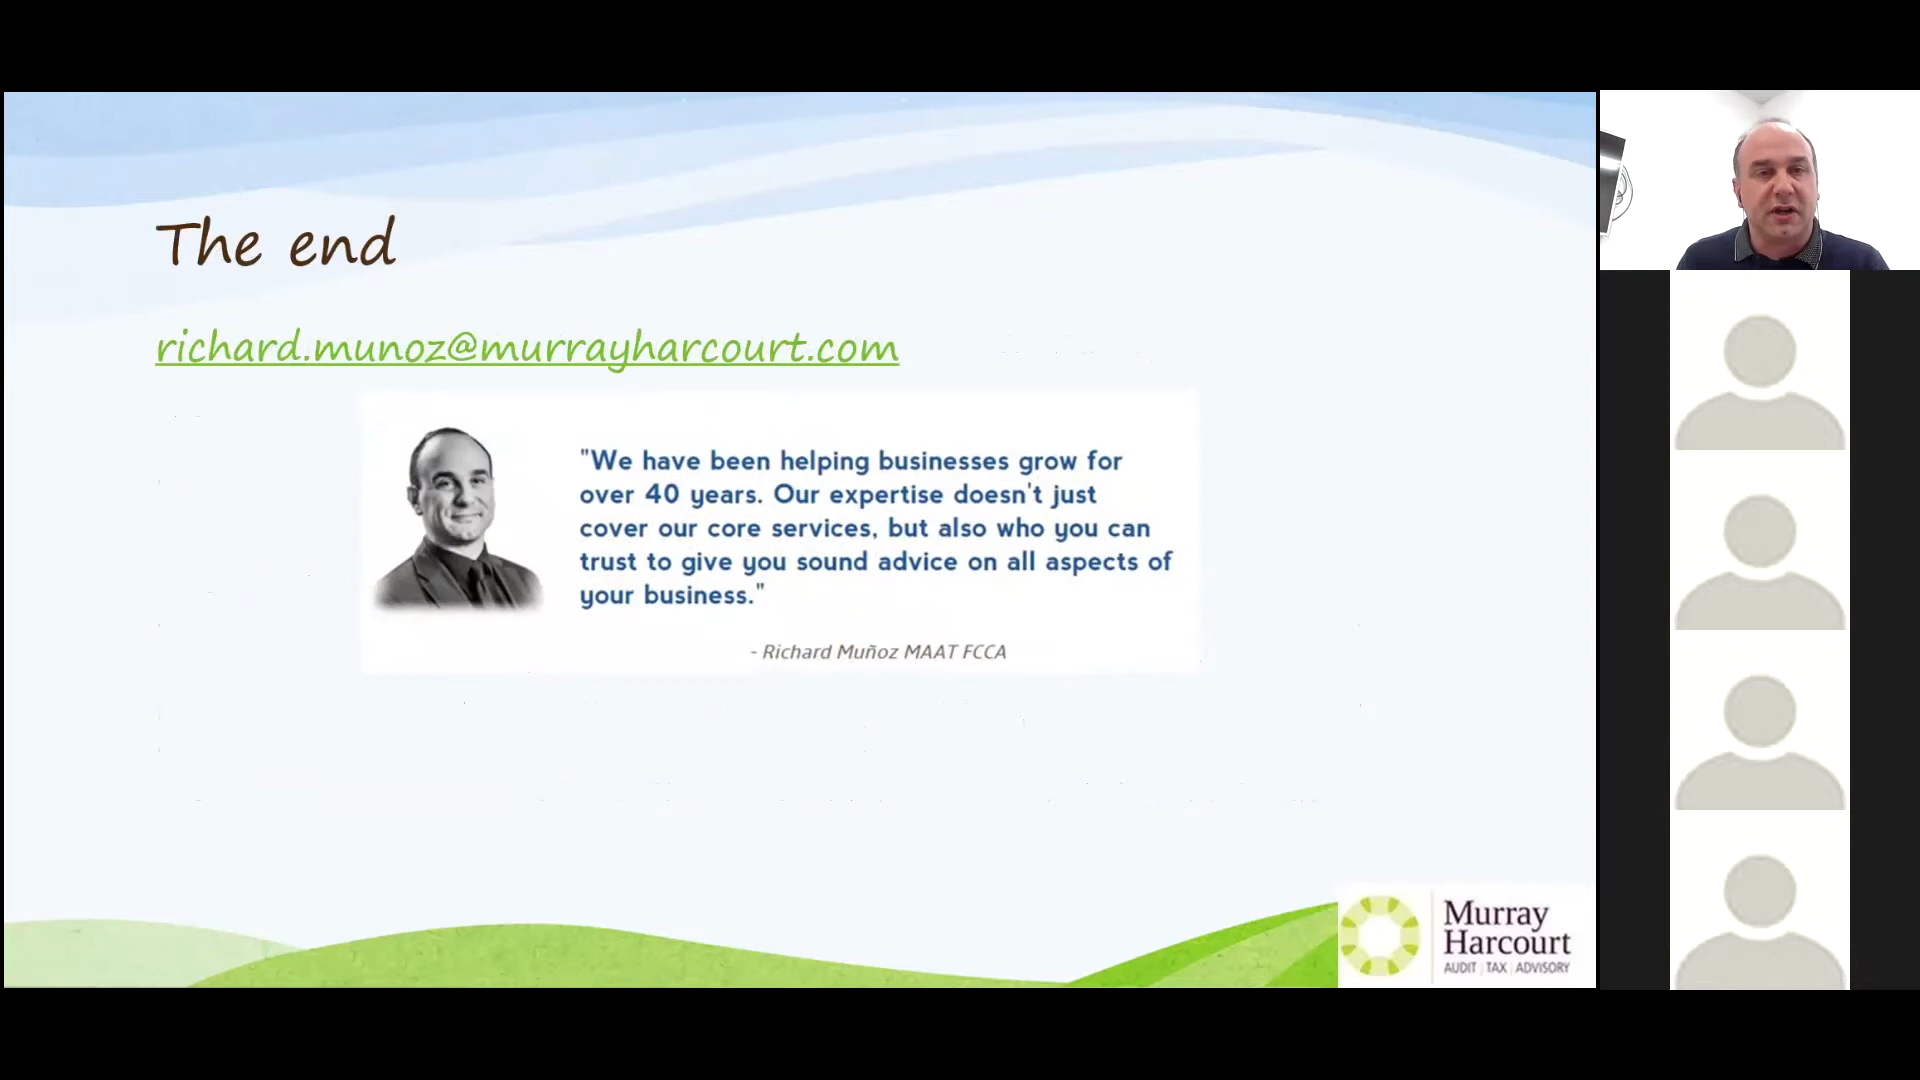 The end
richard.munoz@murrayharcourt.com
"We have been helping businesses grow for
over 40 years. Our expertise doesn't just
cover our core services, but also who you can
trust to give you sound advice on all aspects of
your business."
- Richard Muñoz MAAT FCCA
Murray
Harcourt
AUDIT | TAX | ADVISORY